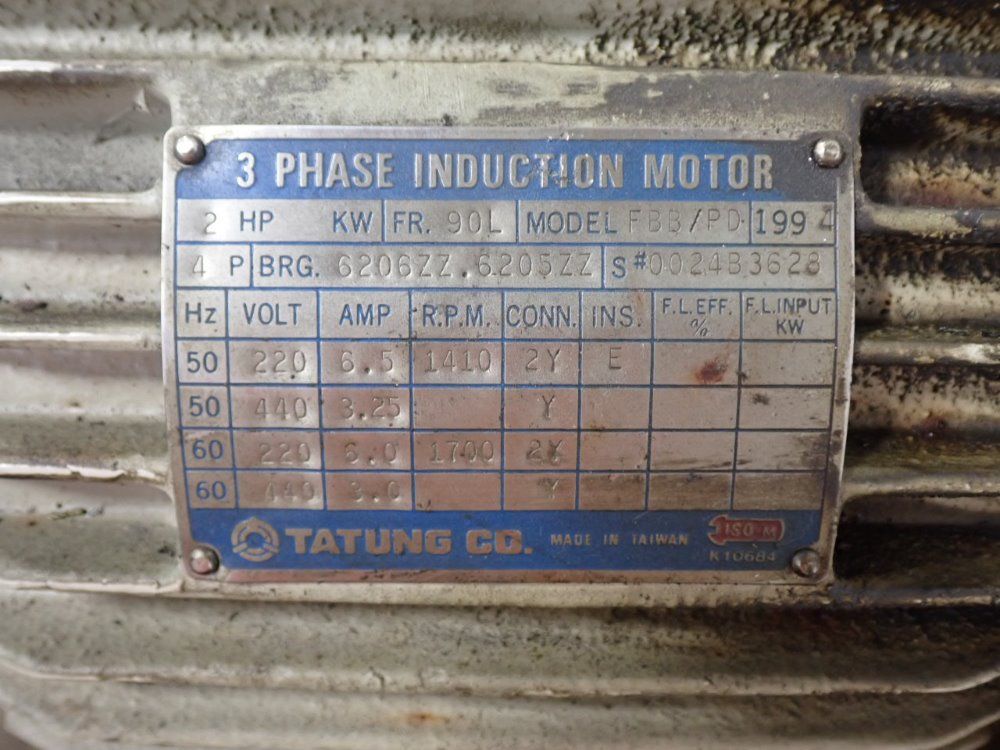 3 PHASE INDUCTION MOTOR
2 HP KW FR. 90L MODEL FBB/PD 1994
4 P BRG. 6206ZZ.6205ZZ S#0024B3628
Hz VOLT AMP R.P.M. CONN. INS. F.L.EFF. % F.L.INPUT KW
50 220 6.5 1410 2Y E
50 440 3.25 Y
60 220 6.0 1700 2Y
60 440 3.0 Y
TATUNG CO. MADE IN TAIWAN ISO-M
K10684